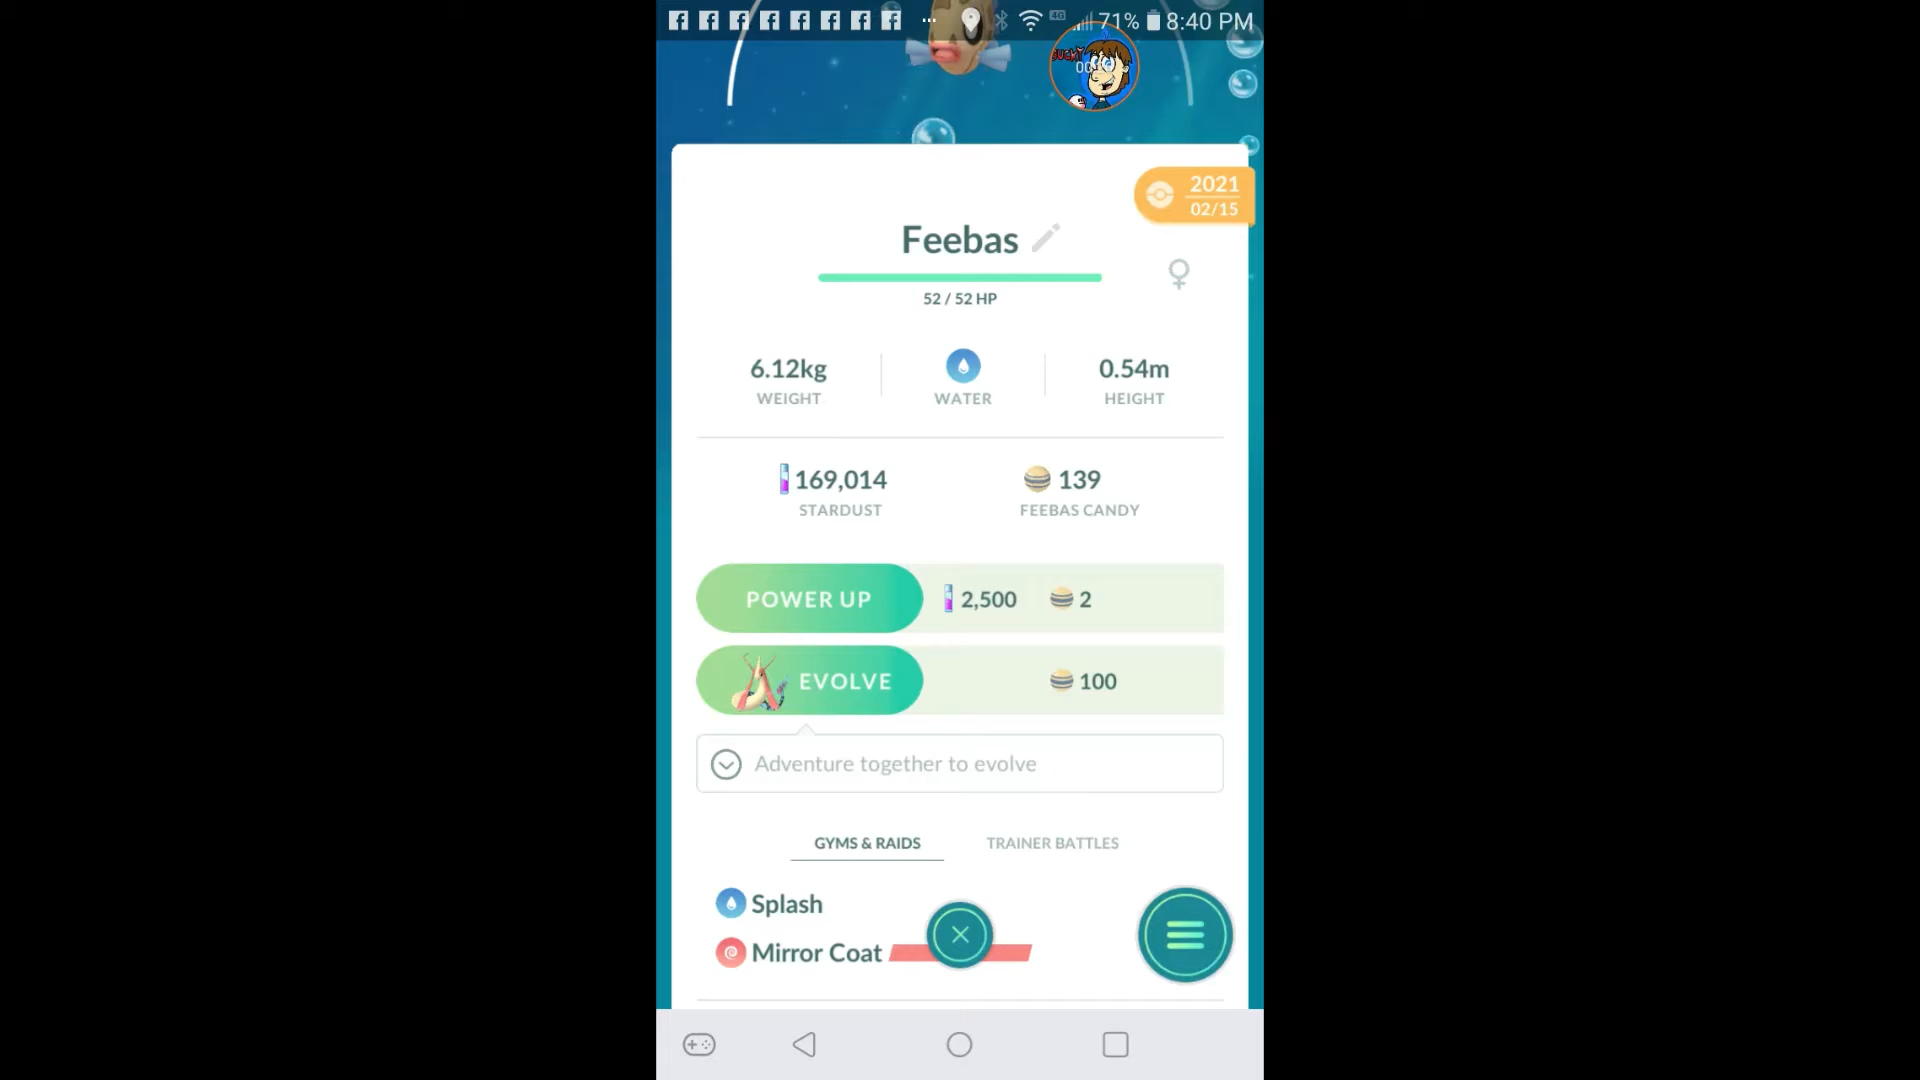 4G 71% 8:40 PM
2021
02/15
Feebas
52 / 52 HP
6.12kg
WEIGHT
WATER
0.54m
HEIGHT
169,014
STARDUST
139
FEEBAS CANDY
POWER UP 2,500 2
EVOLVE 100
Adventure together to evolve
GYMS & RAIDS TRAINER BATTLES
Splash
Mirror Coat